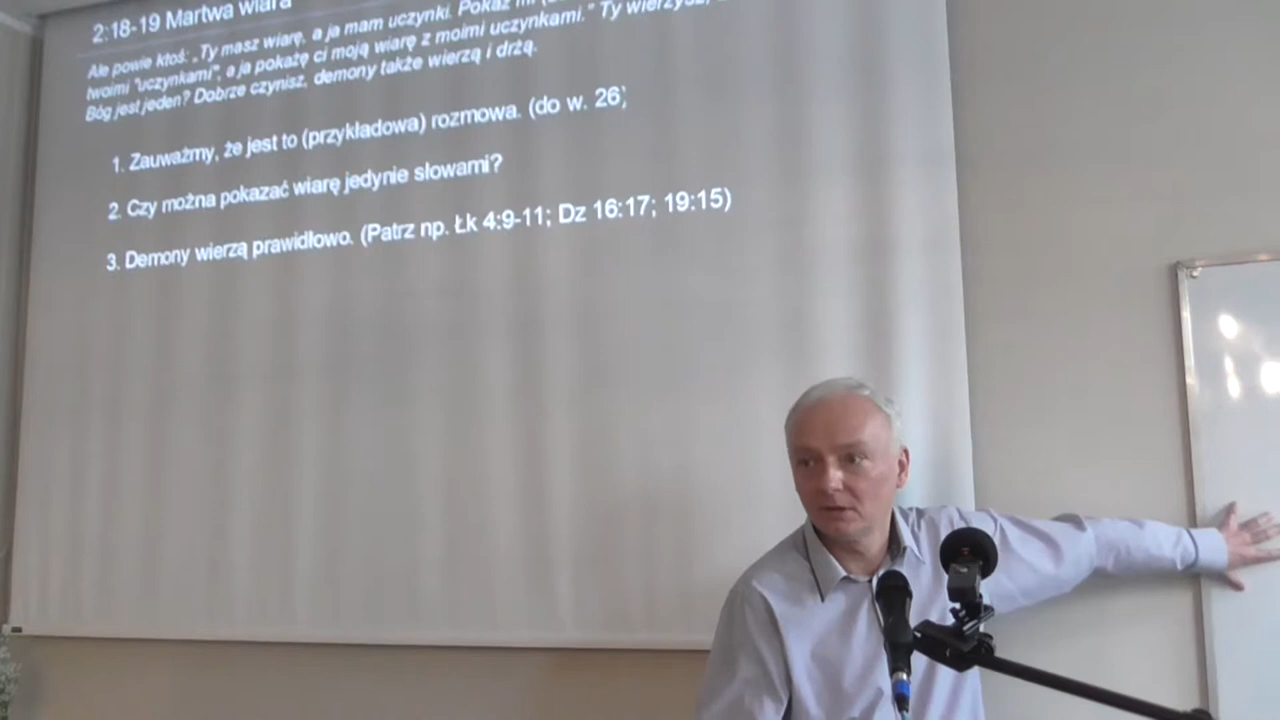 2:18-19 Martwa wiara
Ale powie ktoś: „Ty masz wiarę, a ja mam uczynki. Pokaż mi
twoimi "uczynkami", a ja pokażę ci moją wiarę z moimi uczynkami." Ty wierzysz,
Bóg jest jeden? Dobrze czynisz, demony także wierzą i drżą.
1. Zauważmy, że jest to (przykładowa) rozmowa. (do w. 26)
2. Czy można pokazać wiarę jedynie słowami?
3. Demony wierzą prawidłowo. (Patrz np. Łk 4:9-11; Dz 16:17; 19:15)